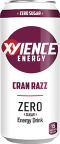 ZERO SUGAR
XYIENCE
ENERGY
CRAN RAZZ
ZERO
SUGAR
Energy Drink